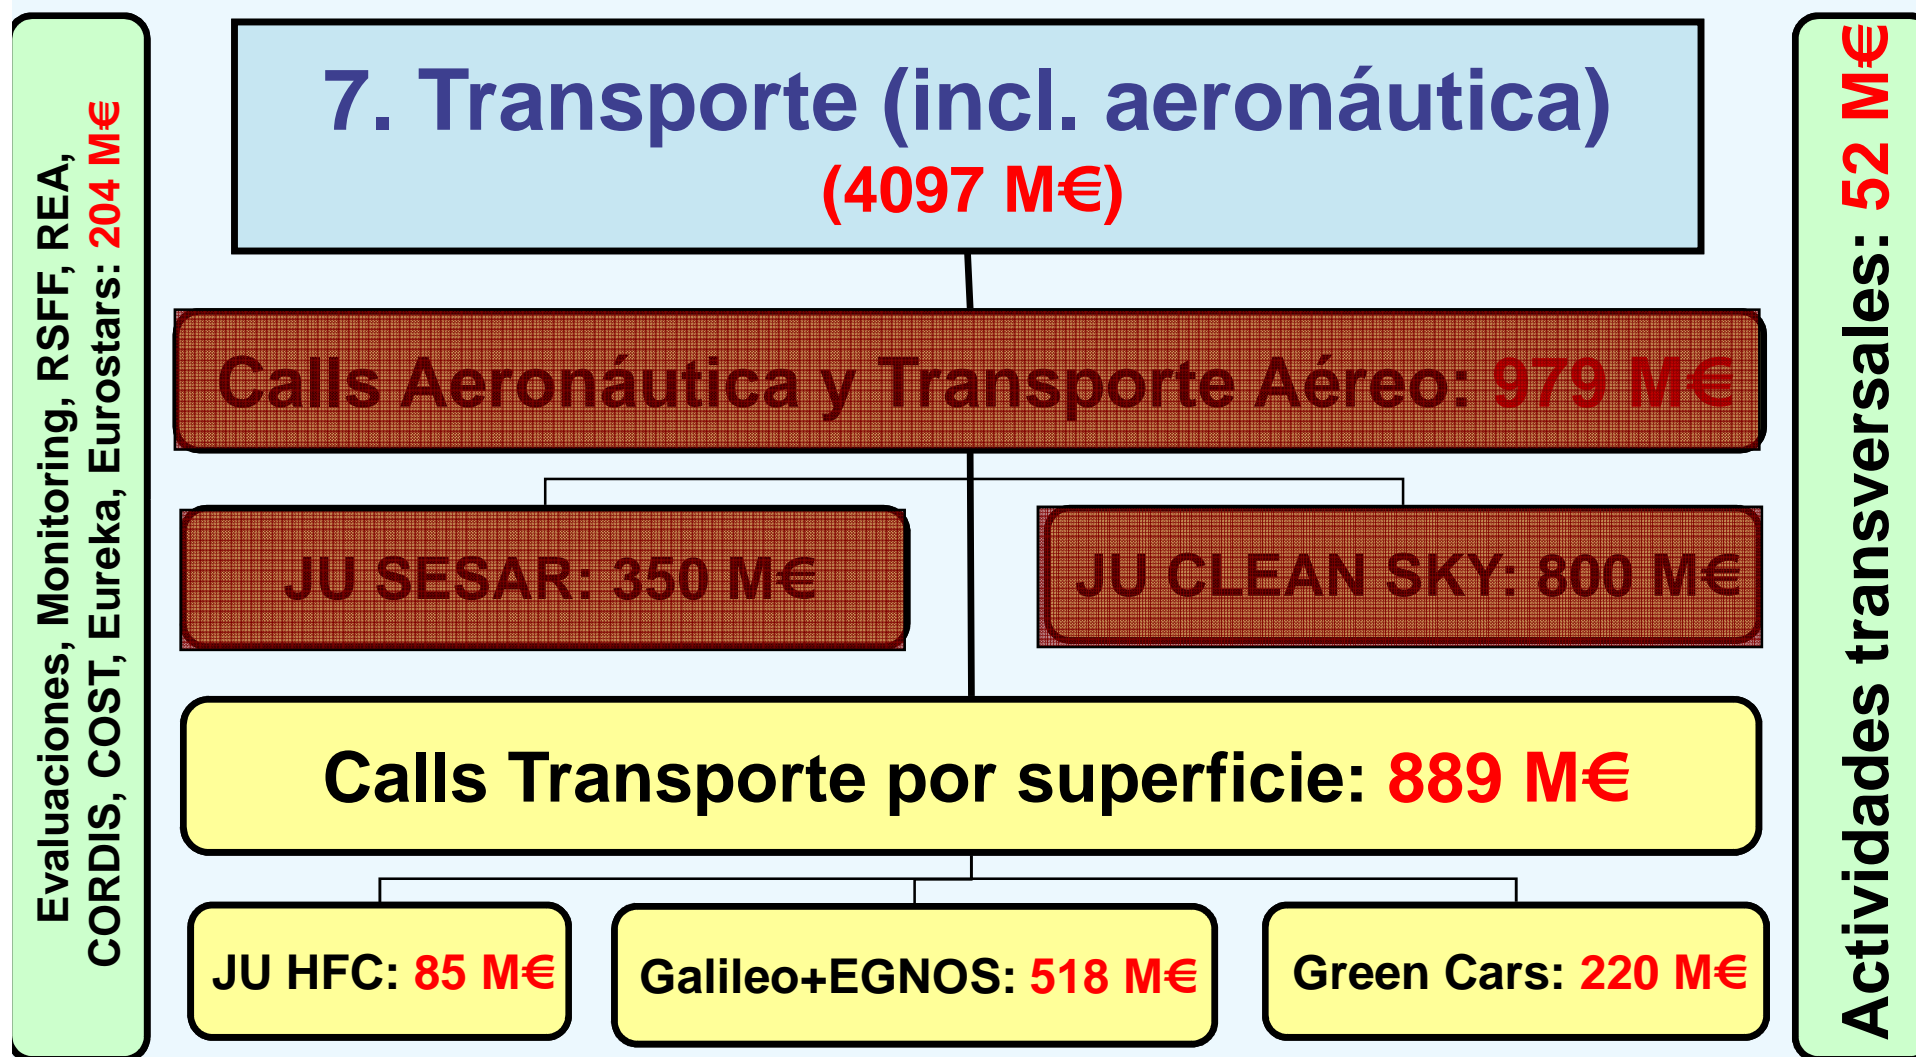 7. Transporte (incl. aeronáutica)
(4097 M€)
Evaluaciones, Monitoring, RSFF, REA,
CORDIS, COST, Eureka, Eurostars: 204 M€
Calls Aeronáutica y Transporte Aéreo: 979 M€
JU SESAR: 350 M€
JU CLEAN SKY: 800 M€
Calls Transporte por superficie: 889 M€
JU HFC: 85 M€
Galileo+EGNOS: 518 M€
Green Cars: 220 M€
Actividades transversales: 52 M€